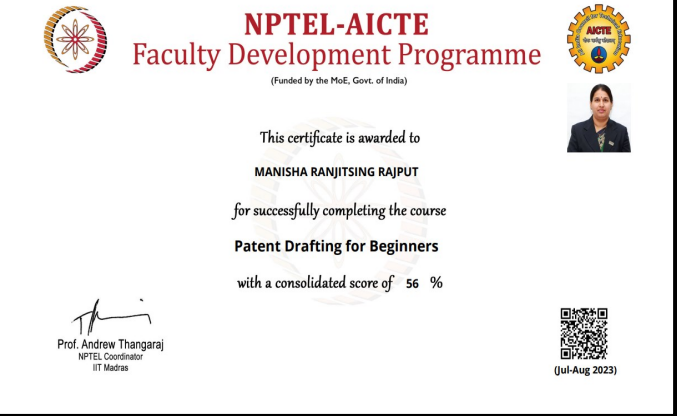 NPTEL-AICTE
Faculty Development Programme
(Funded by the MoE, Govt. of India)
AICTE
This certificate is awarded to
MANISHA RANJITSING RAJPUT
for successfully completing the course
Patent Drafting for Beginners
with a consolidated score of 56 %
Prof. Andrew Thangaraj
NPTEL Coordinator
IIT Madras
(Jul-Aug 2023)